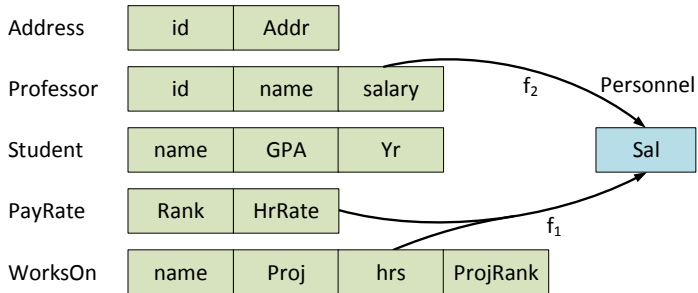 Address id Addr
Professor id name salary f2 Personnel
Student name GPA Yr Sal
PayRate Rank HrRate f1
WorksOn name Proj hrs ProjRank